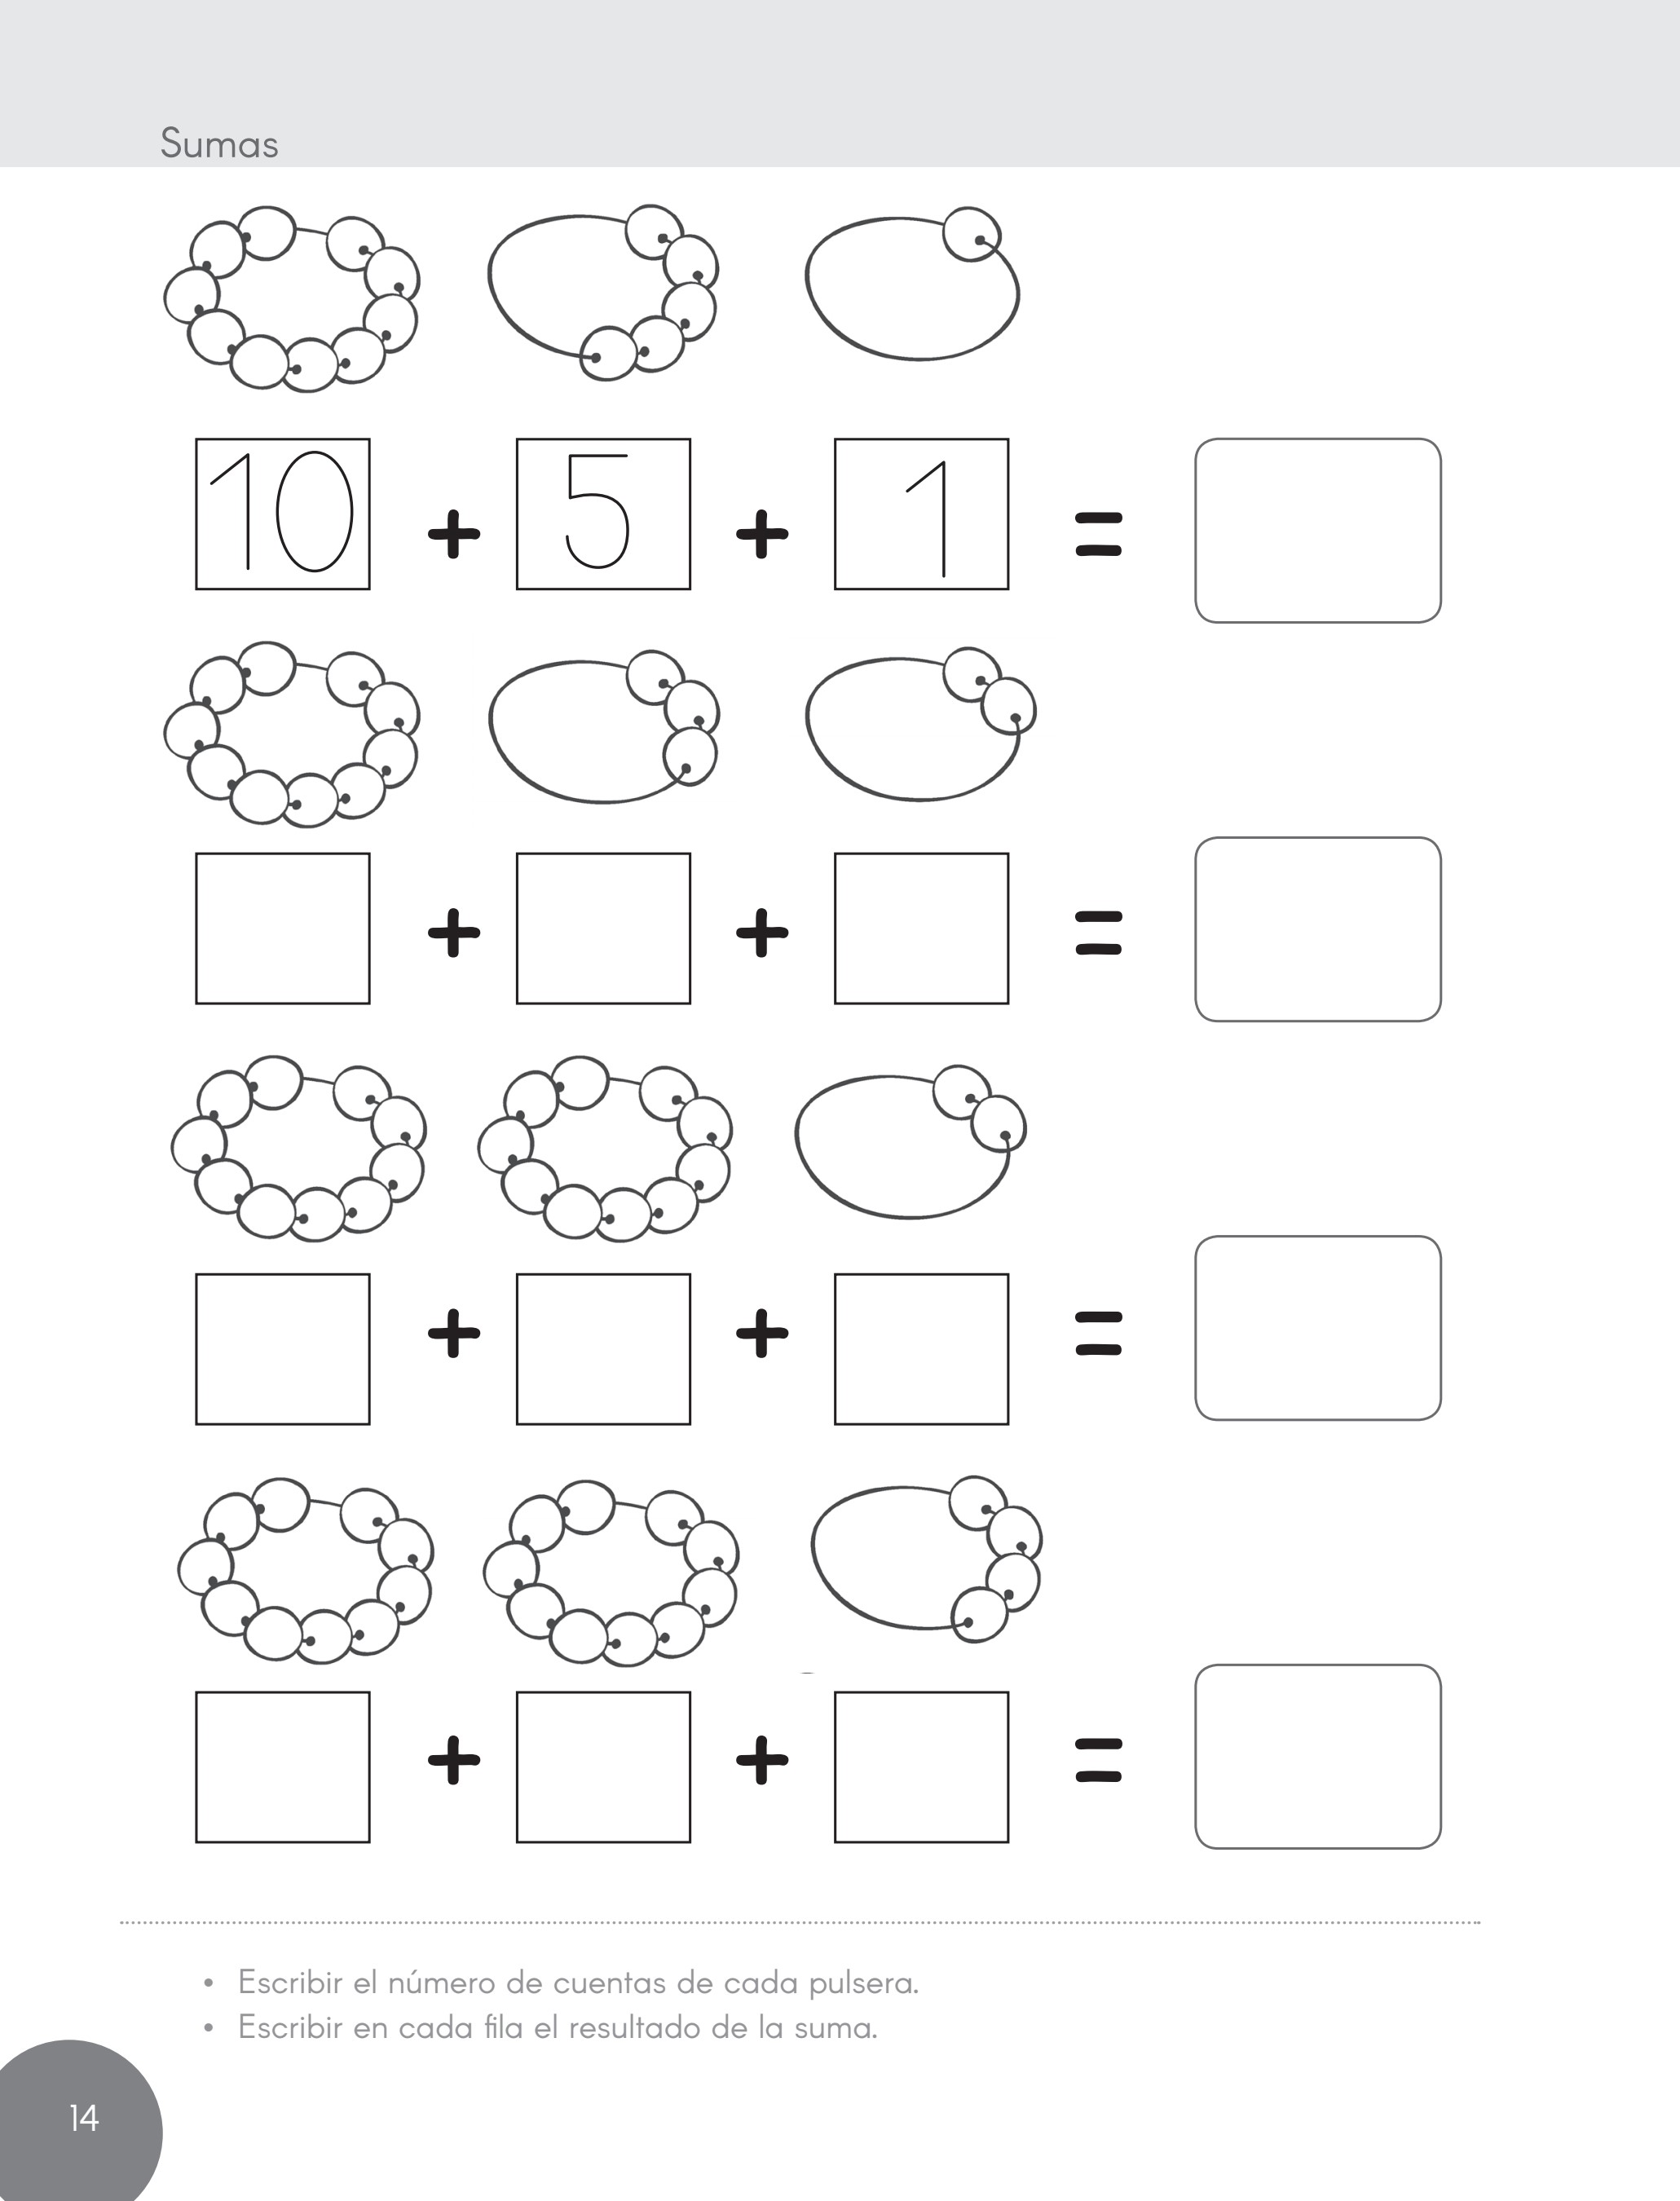 Sumas
10 + 5 + 1 =
+ + =
+ + =
+ + =
• Escribir el número de cuentas de cada pulsera.
• Escribir en cada fila el resultado de la suma.
14